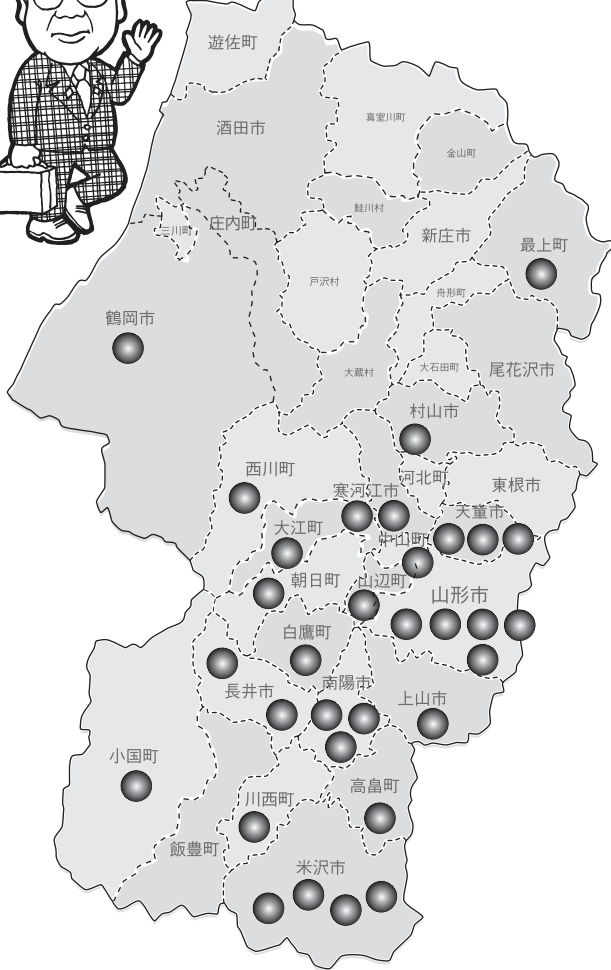 遊佐町
酒田市
真室川町
金山町
鮭川村
三川町
庄内町
新庄市
最上町
戸沢村
舟形町
鶴岡市
大蔵村
大石田町
尾花沢市
村山市
西川町
河北町
寒河江市
東根市
天童市
大江町
中山町
朝日町
山辺町
山形市
白鷹町
南陽市
長井市
上山市
小国町
高畠町
川西町
飯豊町
米沢市